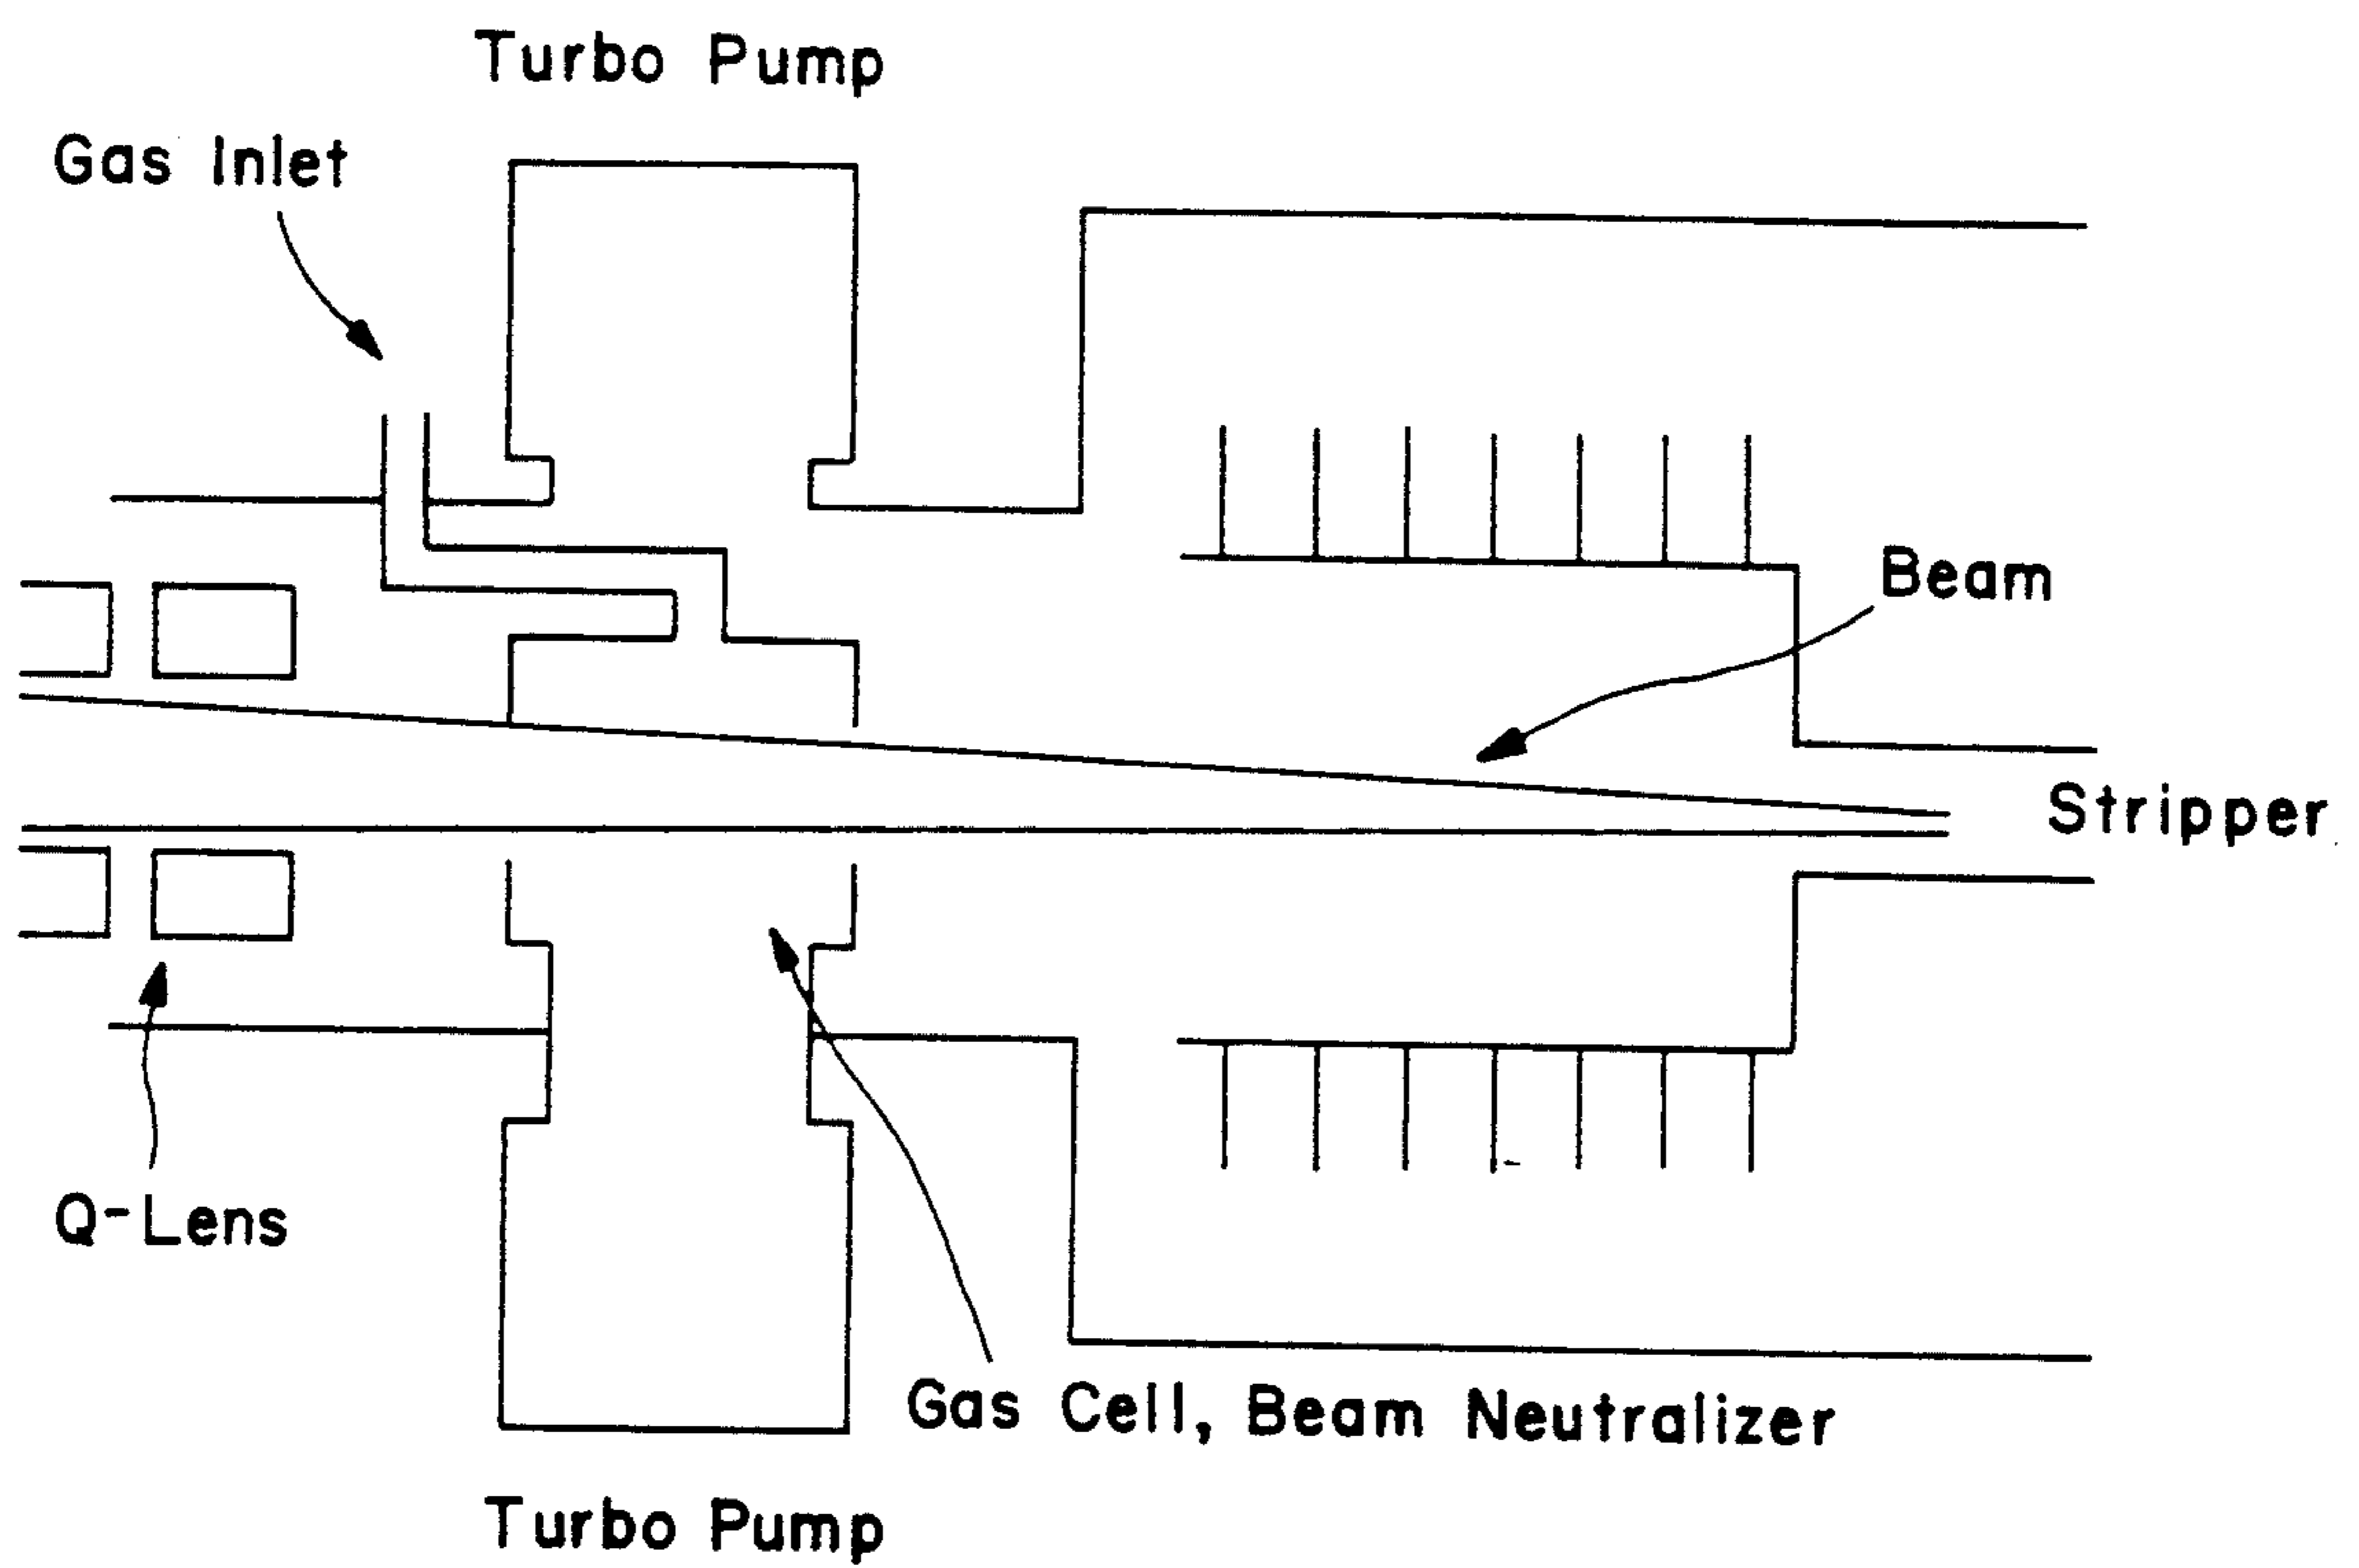 Turbo Pump
Gas Inlet
Beam
Stripper
Q-Lens
Gas Cell, Beam Neutralizer
Turbo Pump